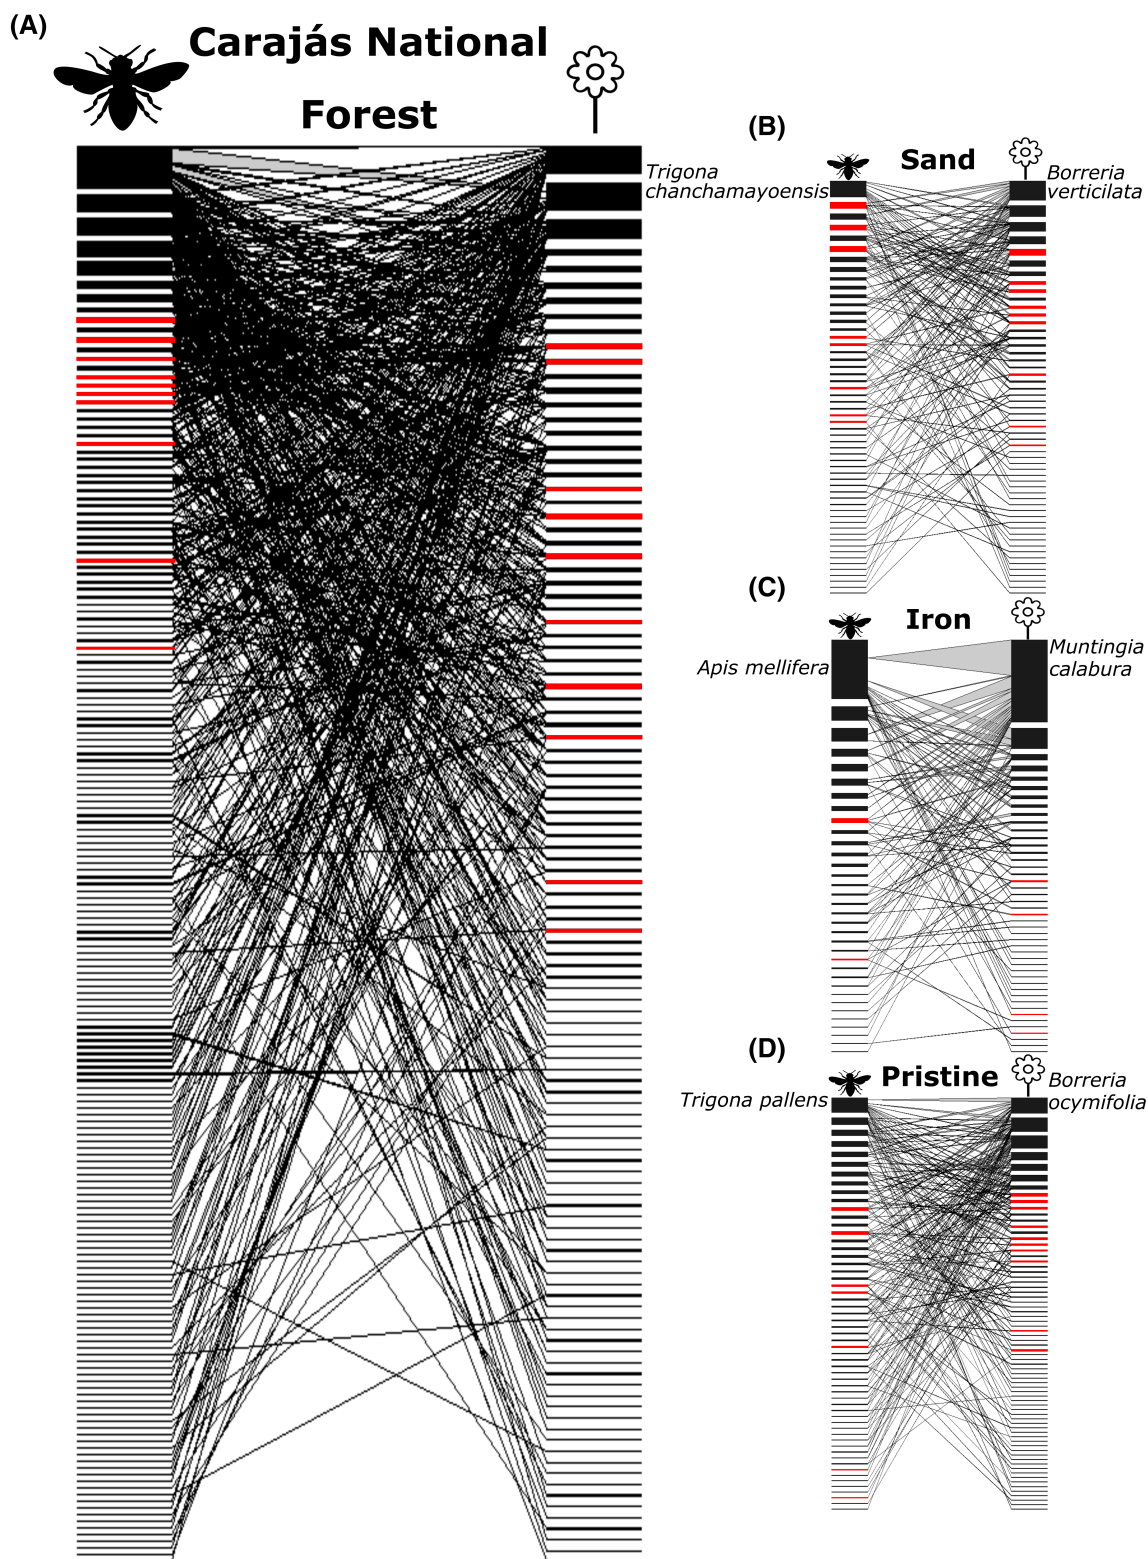 (A)
Carajás National
Forest
Trigona
chanchamayoensis
(B)
Sand
Borreria
verticilata
(C)
Iron
Apis mellifera
Muntingia
calabura
(D)
Pristine
Trigona pallens
Borreria
ocymifolia